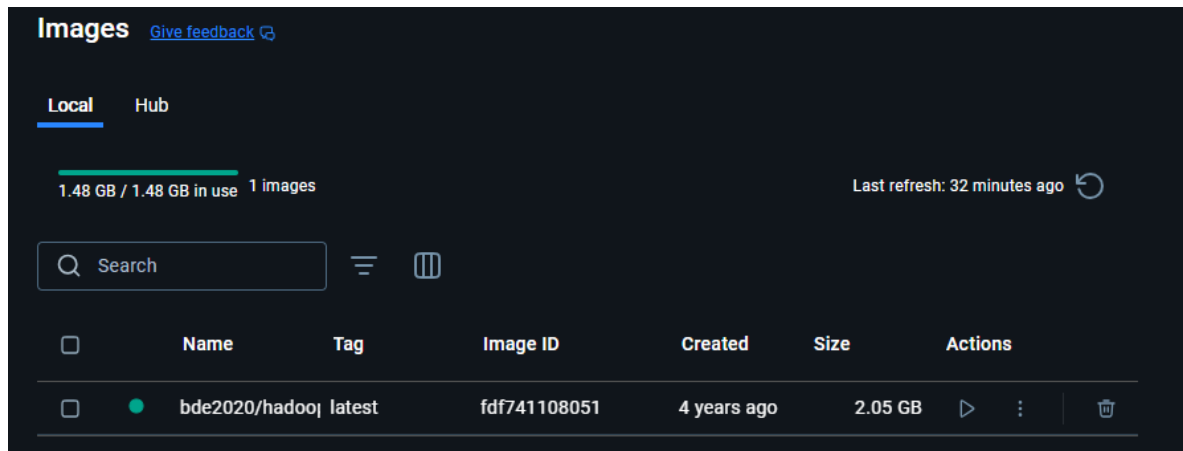 Images Give feedback
Local Hub
1.48 GB / 1.48 GB in use 1 images Last refresh: 32 minutes ago
Search
Name Tag Image ID Created Size Actions
bde2020/hadoop latest fdf741108051 4 years ago 2.05 GB